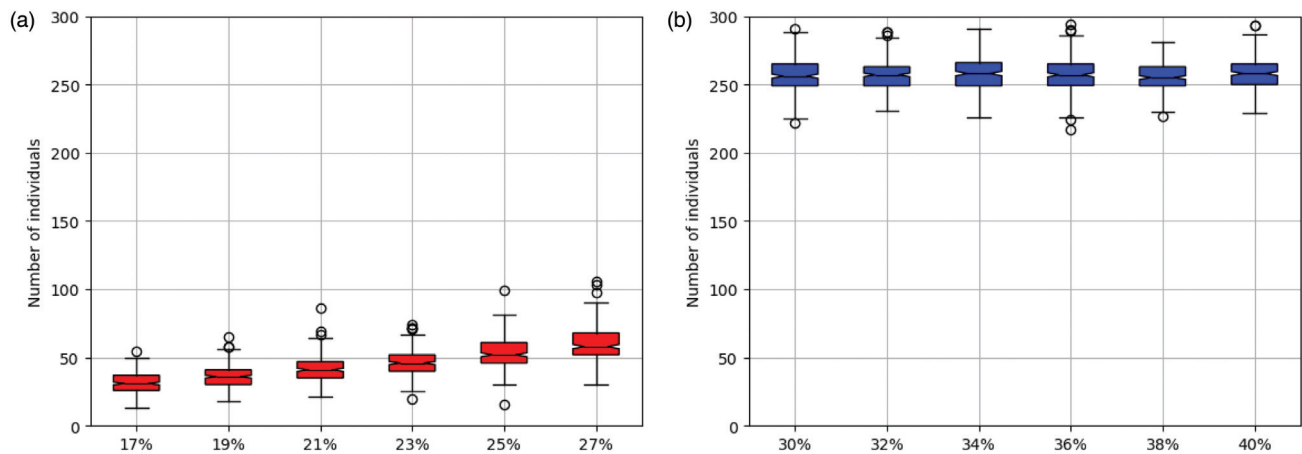 (a)
300
250
200
150
100
50
0
Number of individuals
17% 19% 21% 23% 25% 27%
(b)
300
250
200
150
100
50
0
Number of individuals
30% 32% 34% 36% 38% 40%